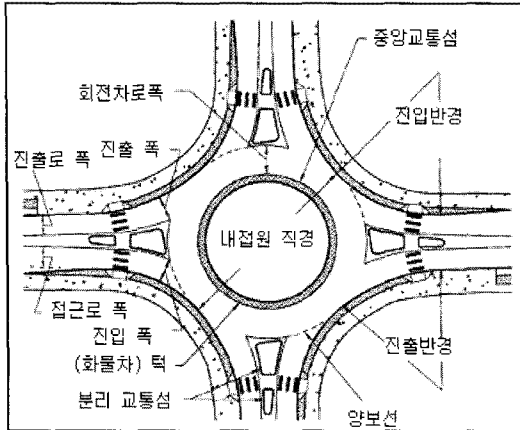 중앙교통섬
회전차로폭
진입반경
진출 폭
진출로 폭
내접원 직경
접근로 폭
진입 폭
(화물차) 턱
진출반경
분리 교통섬
양보선